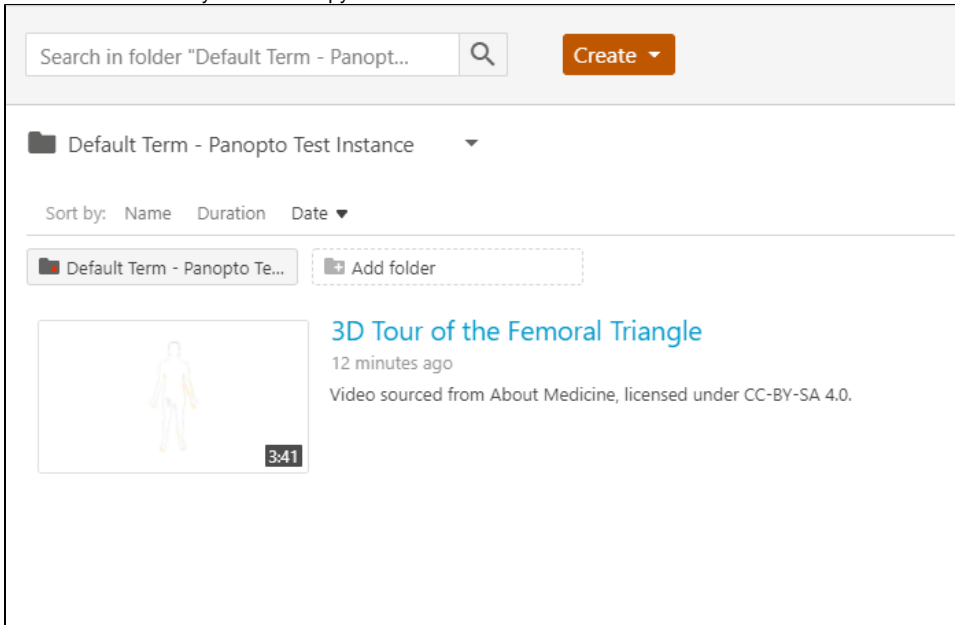 Search in folder "Default Term - Panopt...
Create
Default Term - Panopto Test Instance
Sort by: Name Duration Date
Default Term - Panopto Te...
Add folder
3D Tour of the Femoral Triangle
12 minutes ago
Video sourced from About Medicine, licensed under CC-BY-SA 4.0.
3:41